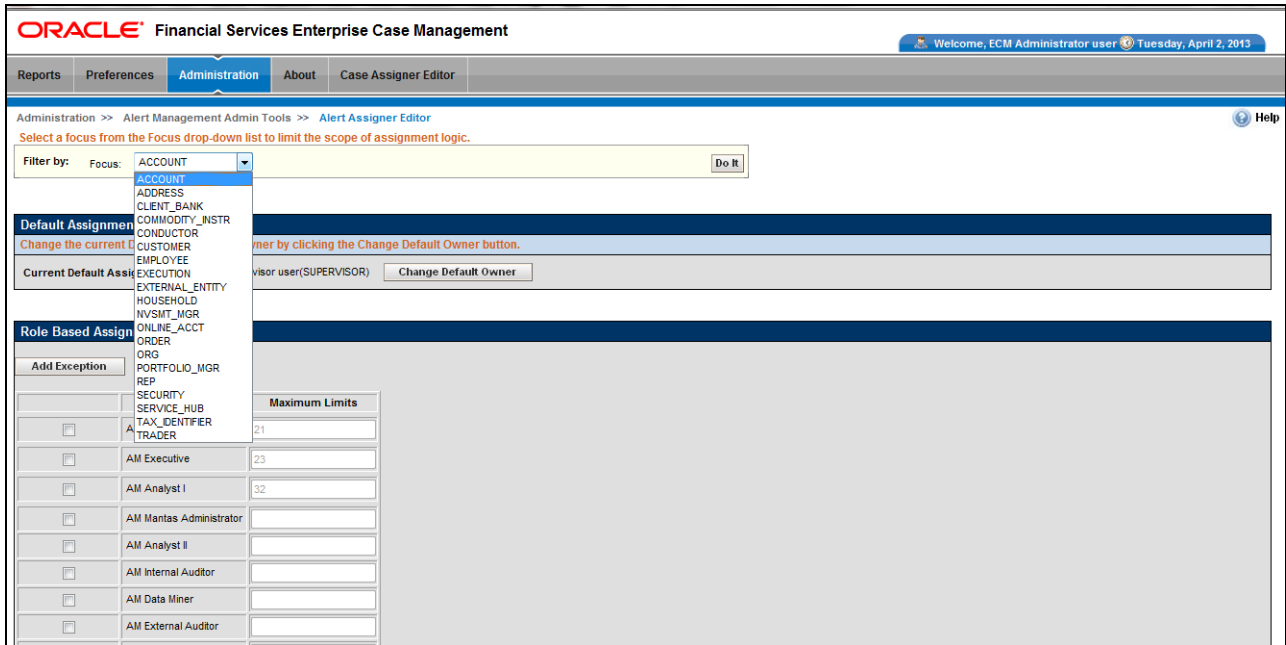 ORACLE® Financial Services Enterprise Case Management
Welcome, ECM Administrator user Tuesday, April 2, 2013
Reports Preferences Administration About Case Assigner Editor
Administration >> Alert Management Admin Tools >> Alert Assigner Editor Help
Select a focus from the Focus drop-down list to limit the scope of assignment logic.
Filter by: Focus: ACCOUNT Do It
ACCOUNT
ADDRESS
CLIENT_BANK
COMMODITY_INSTR
CONDUCTOR
CUSTOMER
EMPLOYEE
EXECUTION
EXTERNAL_ENTITY
HOUSEHOLD
NVSMT_MGR
ONLINE_ACCT
ORDER
ORG
PORTFOLIO_MGR
REP
SECURITY
SERVICE_HUB
TAX_IDENTIFIER
TRADER
Default Assignmen
Change the current D ner by clicking the Change Default Owner button.
Current Default Assig visor user(SUPERVISOR) Change Default Owner
Role Based Assign
Add Exception
Maximum Limits
A 21
AM Executive 23
AM Analyst I 32
AM Mantas Administrator
AM Analyst II
AM Internal Auditor
AM Data Miner
AM External Auditor